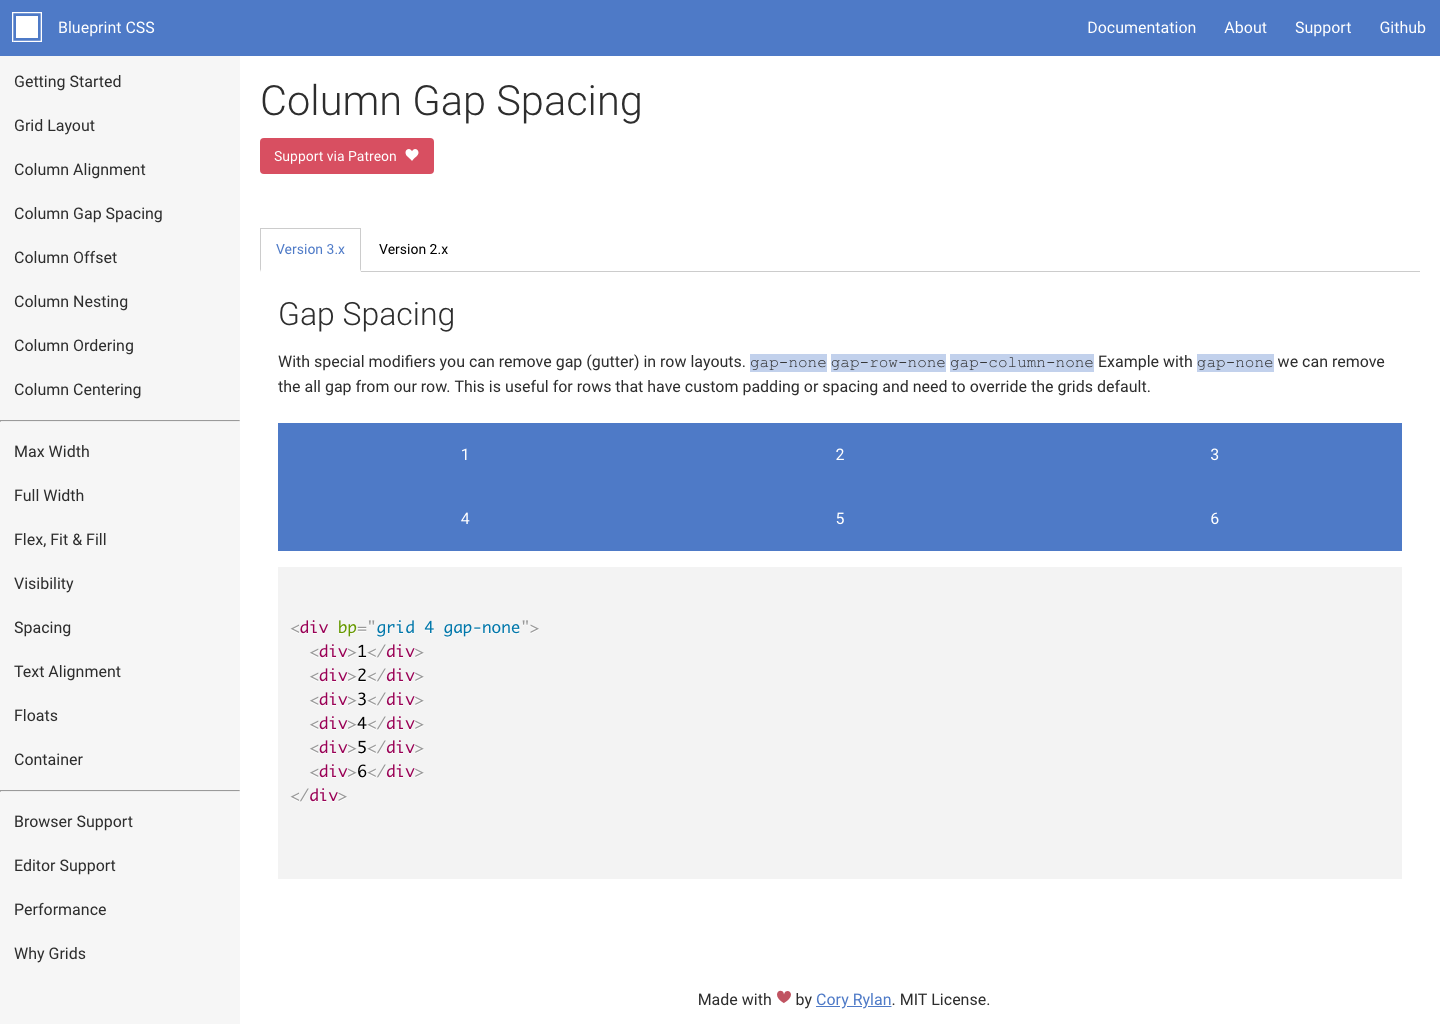 Blueprint CSS
Documentation About Support Github
Getting Started
Grid Layout
Column Alignment
Column Gap Spacing
Column Offset
Column Nesting
Column Ordering
Column Centering
Max Width
Full Width
Flex, Fit & Fill
Visibility
Spacing
Text Alignment
Floats
Container
Browser Support
Editor Support
Performance
Why Grids
Column Gap Spacing
Support via Patreon
Version 3.x Version 2.x
Gap Spacing
With special modifiers you can remove gap (gutter) in row layouts. gap-none gap-row-none gap-column-none Example with gap-none we can remove
the all gap from our row. This is useful for rows that have custom padding or spacing and need to override the grids default.
1 2 3
4 5 6
<div bp="grid 4 gap-none">
  <div>1</div>
  <div>2</div>
  <div>3</div>
  <div>4</div>
  <div>5</div>
  <div>6</div>
</div>
Made with ♥ by Cory Rylan. MIT License.